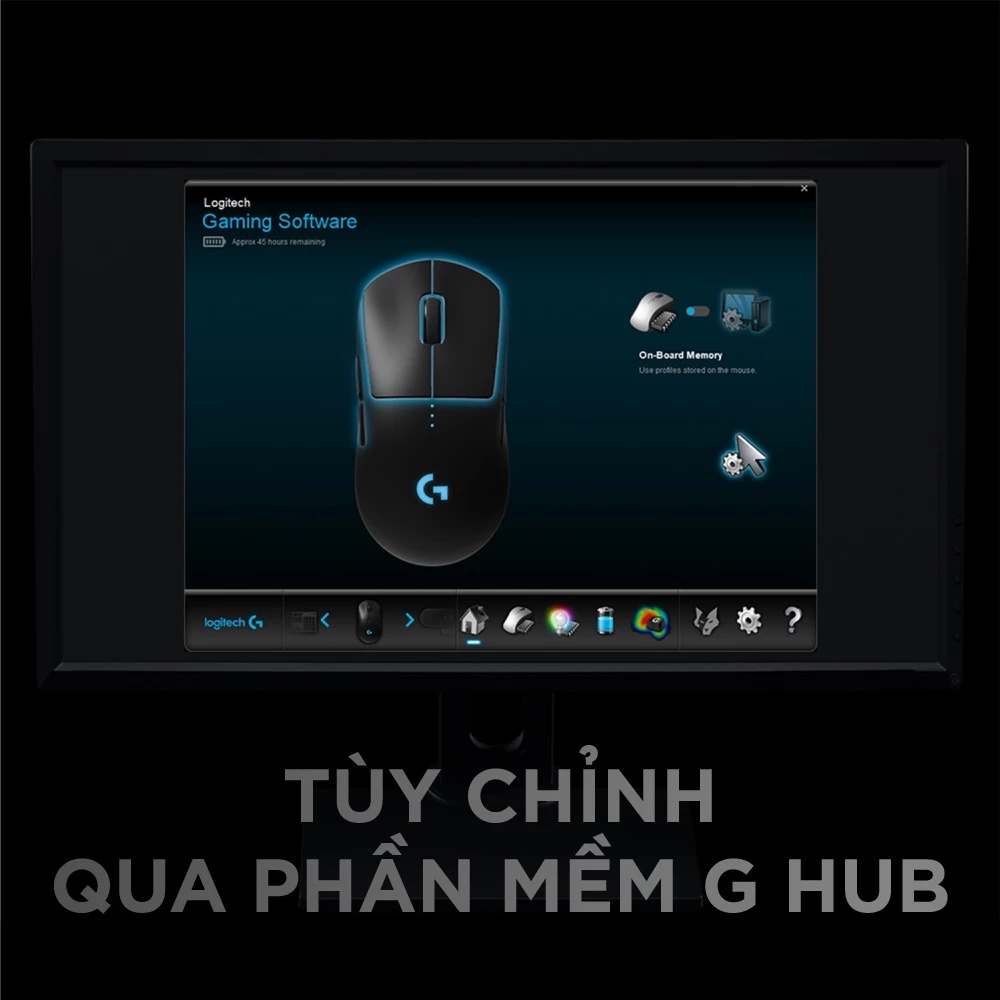 Logitech
Gaming Software
Approx 45 hours remaining
On-Board Memory
Use profiles stored on the mouse.
logitech G
TÙY CHỈNH
QUA PHẦN MỀM G HUB